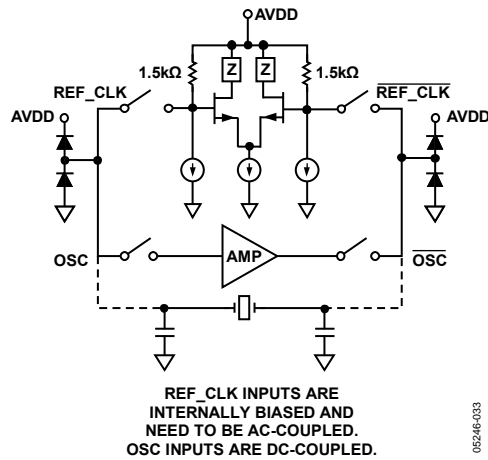 AVDD
1.5kΩ
Z
Z
1.5kΩ
REF_CLK
REF_CLK
AVDD
AVDD
OSC
AMP
OSC
REF_CLK INPUTS ARE
INTERNALLY BIASED AND
NEED TO BE AC-COUPLED.
OSC INPUTS ARE DC-COUPLED.
05246-033